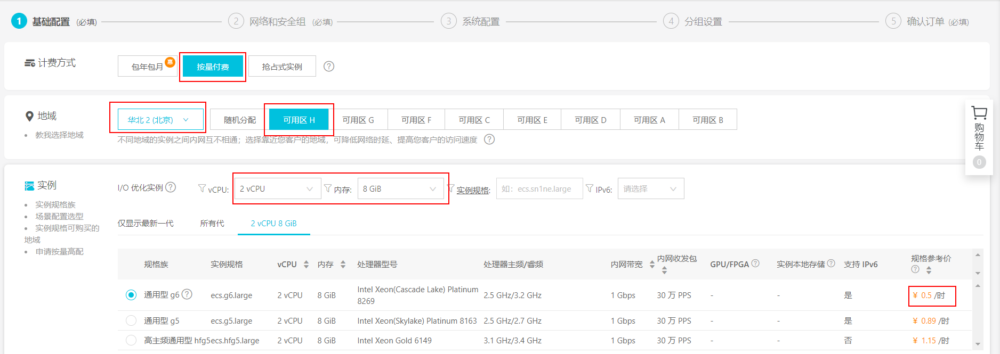 1 基础配置 (必填) 2 网络和安全组 (必填) 3 系统配置 4 分组设置 5 确认订单 (必填)
计费方式 包年包月 惠 按量付费 抢占式实例 ?
地域 华北 2 (北京) 随机分配 可用区 H 可用区 G 可用区 F 可用区 C 可用区 E 可用区 D 可用区 A 可用区 B
• 教我选择地域
不同地域的实例之间内网互不相通；选择靠近您客户的地域，可降低网络时延、提高您客户的访问速度 ?
购物车
0
实例
• 实例规格族
• 场景配置选型
• 实例规格可购买的
地域
• 申请按量高配
I/O 优化实例 ? vCPU: 2 vCPU 内存: 8 GiB 实例规格: 如：ecs.sn1ne.large IPv6: 请选择
仅显示最新一代 所有代 2 vCPU 8 GiB
规格族 实例规格 vCPU 内存 处理器型号 处理器主频/睿频 内网带宽 内网收发包 GPU/FPGA ? 实例本地存储 ? 支持 IPv6 规格参考价 ?
通用型 g6 ? ecs.g6.large 2 vCPU 8 GiB Intel Xeon(Cascade Lake) Platinum
8269 2.5 GHz/3.2 GHz 1 Gbps 30 万 PPS - - 是 ¥ 0.5 /时
通用型 g5 ecs.g5.large 2 vCPU 8 GiB Intel Xeon(Skylake) Platinum 8163 2.5 GHz/2.7 GHz 1 Gbps 30 万 PPS - - 是 ¥ 0.89 /时
高主频通用型 hfg5 ecs.hfg5.large 2 vCPU 8 GiB Intel Xeon Gold 6149 3.1 GHz/3.4 GHz 1 Gbps 30 万 PPS - - 否 ¥ 1.15 /时